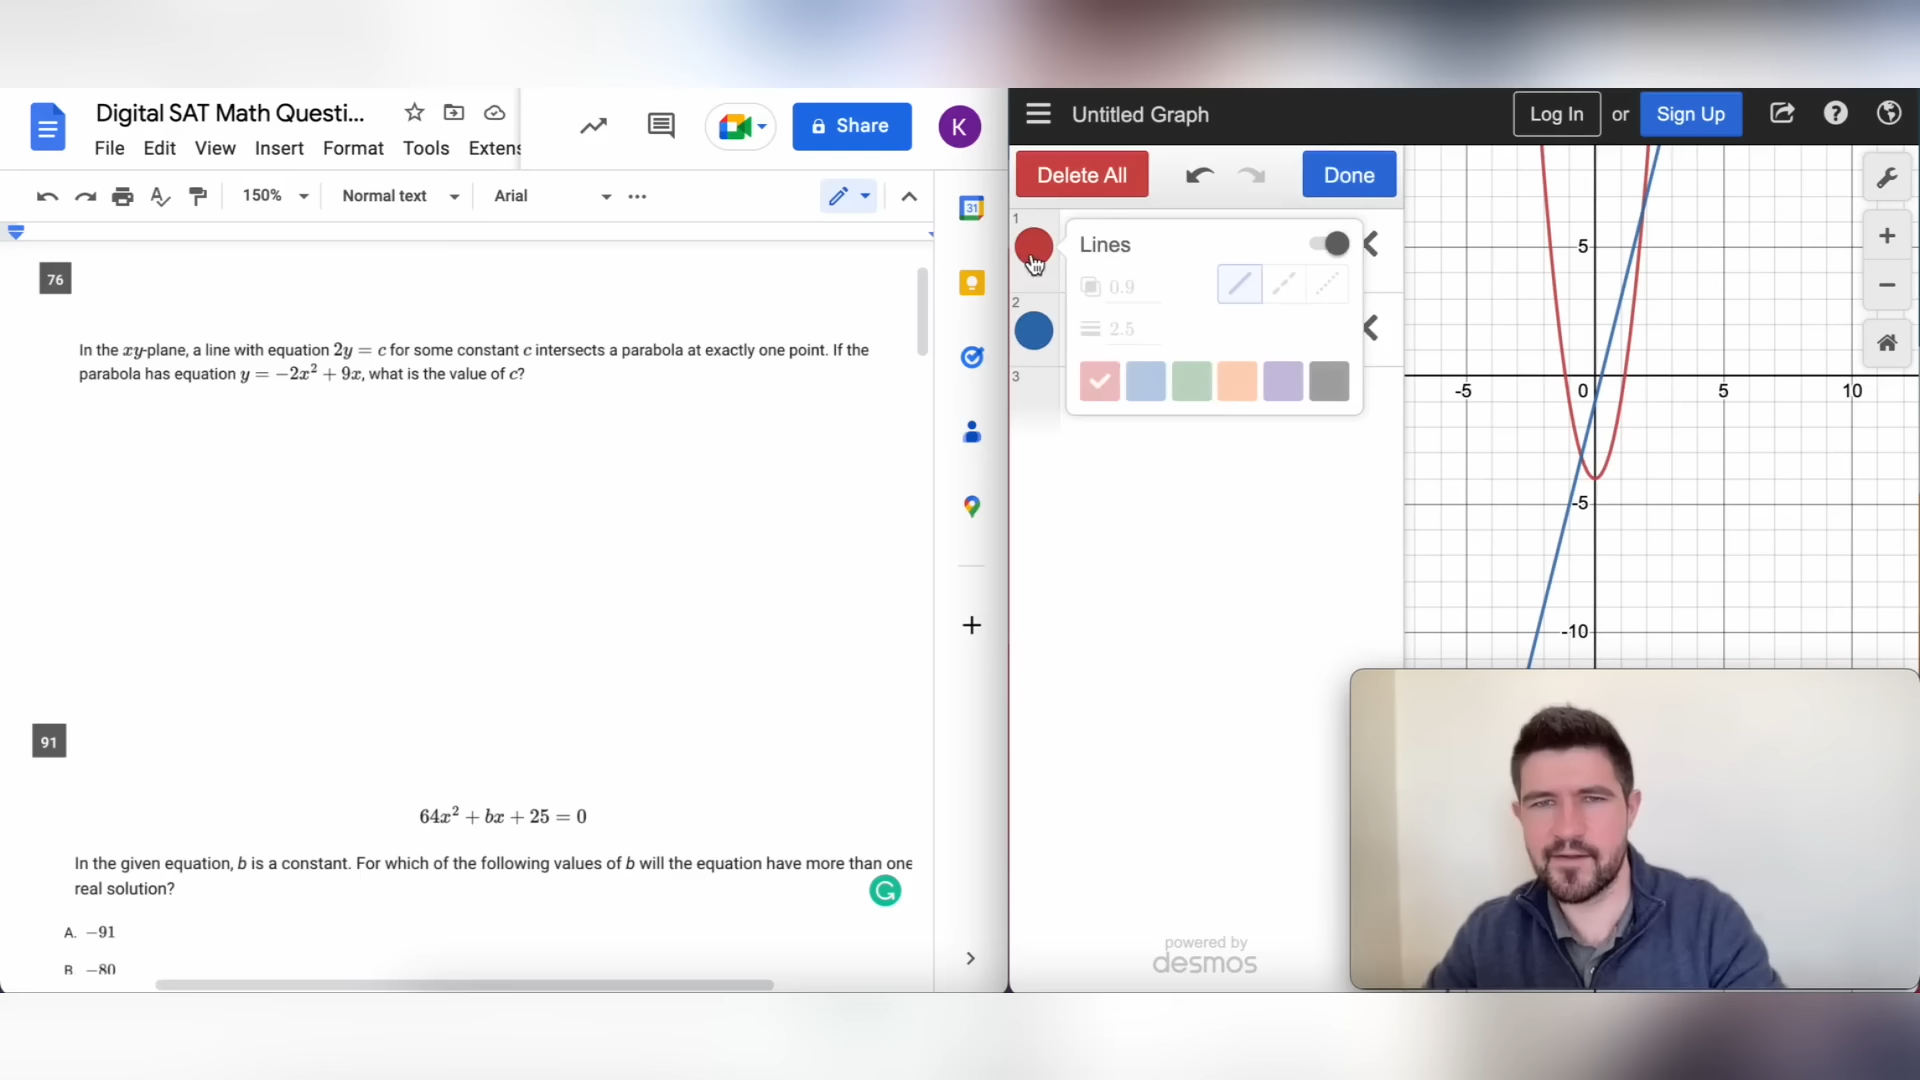 Digital SAT Math Questi...
File Edit View Insert Format Tools Extens
Share
K
150% Normal text Arial
31
76
In the xy-plane, a line with equation 2y = c for some constant c intersects a parabola at exactly one point. If the
parabola has equation y = −2x² + 9x, what is the value of c?
91
64x² + bx + 25 = 0
In the given equation, b is a constant. For which of the following values of b will the equation have more than one
real solution?
A. −91
B −80
Untitled Graph
Log In or Sign Up
Delete All
Done
1
Lines
0.9
2
2.5
3
powered by
desmos
5
-5 0 5 10
-5
-10